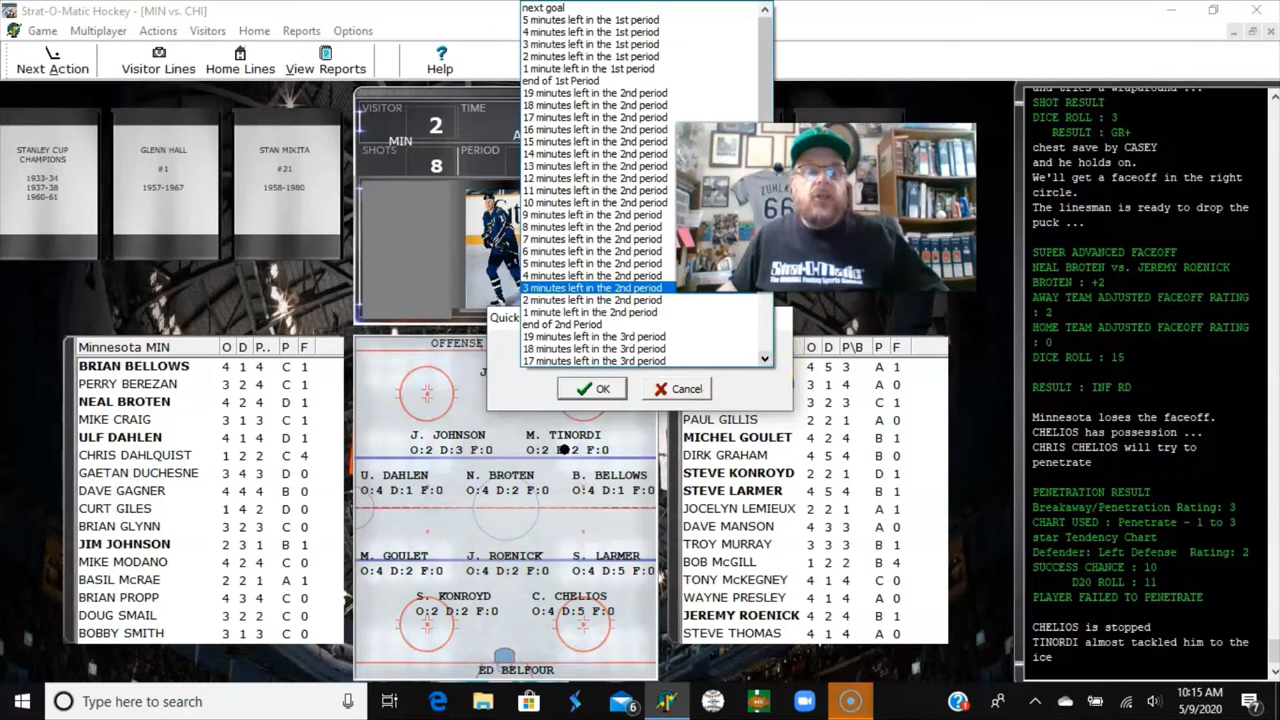 Strat-O-Matic Hockey - [MIN vs. CHI]
Game Multiplayer Actions Visitors Home Reports Options
Next Action Visitor Lines Home Lines View Reports Help
STANLEY CUP
CHAMPIONS
1933-34
1937-38
1960-61
GLENN HALL
#1
1957-1967
STAN MIKITA
#21
1958-1980
VISITOR TIME
MIN 2
SHOTS 8 PERIOD
next goal
5 minutes left in the 1st period
4 minutes left in the 1st period
3 minutes left in the 1st period
2 minutes left in the 1st period
1 minute left in the 1st period
end of 1st Period
19 minutes left in the 2nd period
18 minutes left in the 2nd period
17 minutes left in the 2nd period
16 minutes left in the 2nd period
15 minutes left in the 2nd period
14 minutes left in the 2nd period
13 minutes left in the 2nd period
12 minutes left in the 2nd period
11 minutes left in the 2nd period
10 minutes left in the 2nd period
9 minutes left in the 2nd period
8 minutes left in the 2nd period
7 minutes left in the 2nd period
6 minutes left in the 2nd period
5 minutes left in the 2nd period
4 minutes left in the 2nd period
3 minutes left in the 2nd period
2 minutes left in the 2nd period
1 minute left in the 2nd period
end of 2nd Period
19 minutes left in the 3rd period
18 minutes left in the 3rd period
17 minutes left in the 3rd period
Quick
OK Cancel
ZUHLK
66
Strat-O-Matic
Minnesota MIN O D P.. P F
BRIAN BELLOWS 4 1 4 D 1
PERRY BEREZAN 3 2 4 C 0
NEAL BROTEN 4 2 4 D 1
MIKE CRAIG 3 1 3 C 0
ULF DAHLEN 4 1 4 D 1
CHRIS DAHLQUIST 1 2 2 C 4
GAETAN DUCHESNE 3 4 3 D 0
DAVE GAGNER 4 4 4 B 0
CURT GILES 1 4 2 D 0
BRIAN GLYNN 3 2 3 C 0
JIM JOHNSON 2 3 1 B 1
MIKE MODANO 4 2 4 C 0
BASIL McRAE 2 2 1 A 1
BRIAN PROPP 4 3 4 C 0
DOUG SMAIL 3 2 2 C 0
BOBBY SMITH 3 1 3 C 0
OFFENSE
J. JOHNSON M. TINORDI
O:2 D:3 F:0 O:2 D:2 F:0
U. DAHLEN N. BROTEN B. BELLOWS
O:4 D:1 F:0 O:4 D:2 F:0 O:4 D:1 F:0
M. GOULET J. ROENICK S. LARMER
O:4 D:2 F:0 O:4 D:2 F:0 O:4 D:5 F:0
S. KONROYD C. CHELIOS
O:2 D:2 F:0 O:4 D:5 F:0
ED BELFOUR
O D P\B P F
4 5 3 A 1
3 1 4 A 0
3 2 3 C 1
PAUL GILLIS 2 2 1 A 1
MICHEL GOULET 4 2 4 B 1
DIRK GRAHAM 4 5 4 B 0
STEVE KONROYD 2 2 1 D 1
STEVE LARMER 4 5 4 B 1
JOCELYN LEMIEUX 2 2 1 A 1
DAVE MANSON 4 3 3 A 0
TROY MURRAY 3 3 3 B 1
BOB McGILL 1 2 2 B 4
TONY McKEGNEY 4 1 4 C 0
WAYNE PRESLEY 4 1 4 A 0
JEREMY ROENICK 4 2 4 B 1
STEVE THOMAS 4 1 4 A 0
and tries a wraparound ...
SHOT RESULT
DICE ROLL : 3
RESULT : GR+
chest save by CASEY
and he holds on.
We'll get a faceoff in the right
circle.
The linesman is ready to drop the
puck ...
SUPER ADVANCED FACEOFF
NEAL BROTEN vs. JEREMY ROENICK
BROTEN : +2
AWAY TEAM ADJUSTED FACEOFF RATING
: 2
HOME TEAM ADJUSTED FACEOFF RATING
: 0
DICE ROLL : 15
RESULT : INF RD
Minnesota loses the faceoff.
CHELIOS has possession ...
CHRIS CHELIOS will try to
penetrate
PENETRATION RESULT
Breakaway/Penetration Rating: 3
CHART USED : Penetrate - 1 to 3
star Tendency Chart
Defender: Left Defense Rating: 2
SUCCESS CHANCE : 10
D20 ROLL : 11
PLAYER FAILED TO PENETRATE
CHELIOS is stopped
TINORDI almost tackled him to the
ice
Type here to search
6
10:15 AM
5/9/2020
7